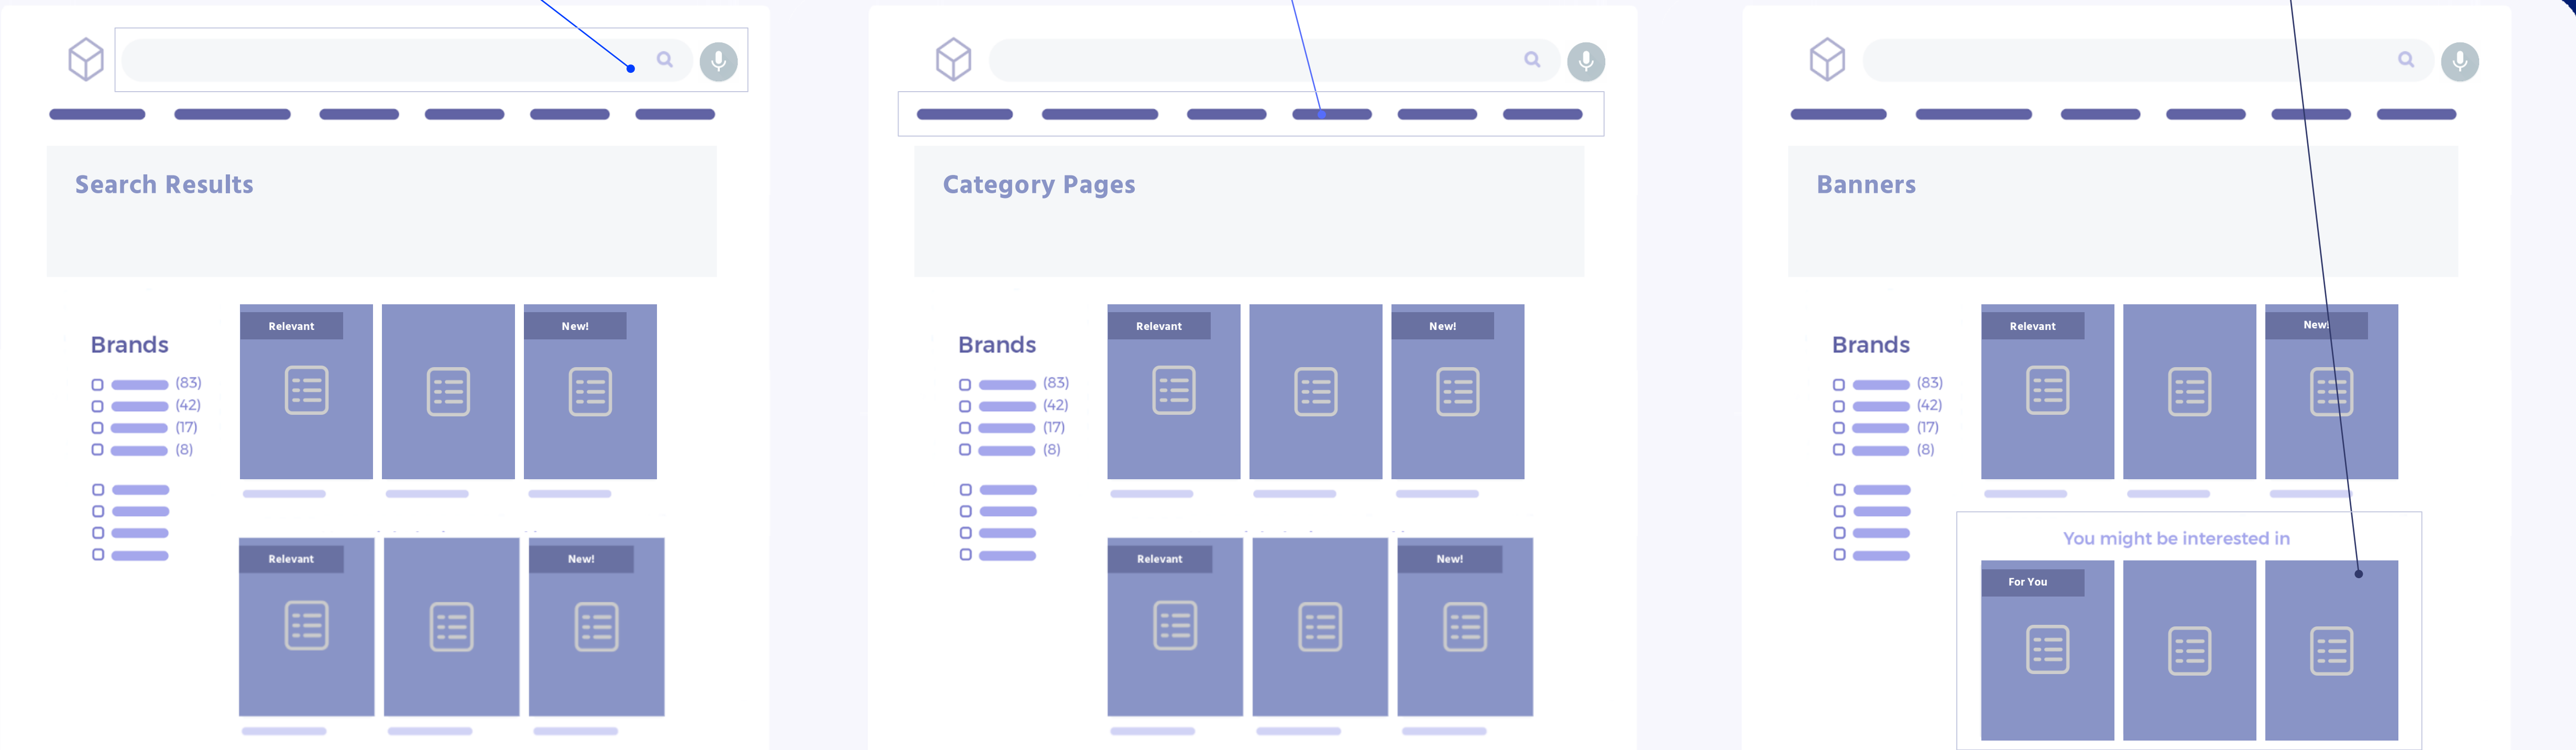 Search Results
Brands
(83)
(42)
(17)
(8)
Relevant
New!
Relevant
New!
Category Pages
Brands
(83)
(42)
(17)
(8)
Relevant
New!
Relevant
New!
Banners
Brands
(83)
(42)
(17)
(8)
Relevant
New!
You might be interested in
For You